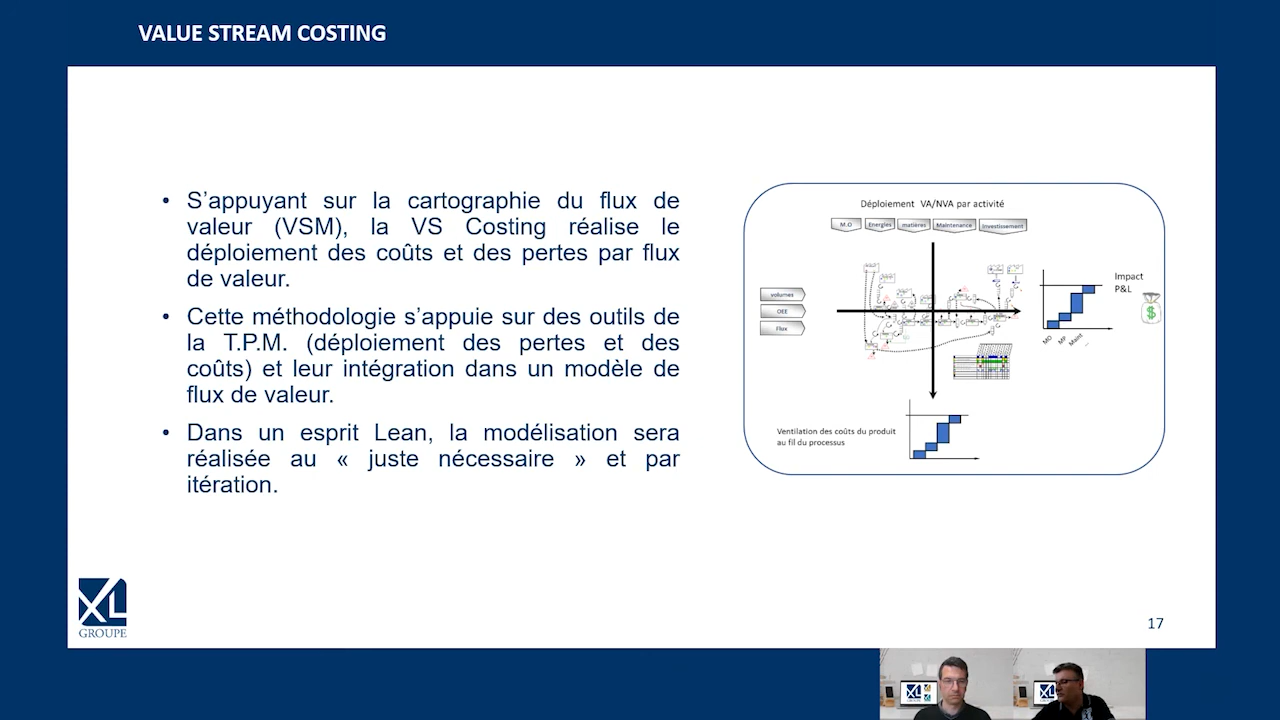 VALUE STREAM COSTING
• S’appuyant sur la cartographie du flux de
valeur (VSM), la VS Costing réalise le
déploiement des coûts et des pertes par flux
de valeur.
• Cette méthodologie s’appuie sur des outils de
la T.P.M. (déploiement des pertes et des
coûts) et leur intégration dans un modèle de
flux de valeur.
• Dans un esprit Lean, la modélisation sera
réalisée au « juste nécessaire » et par
itération.
Déploiement VA/NVA par activité
M.O Energies matières Maintenance Investissement
volumes
OEE
Flux
Impact
P&L
MO MP Maint ...
Ventilation des coûts du produit
au fil du processus
XL
GROUPE
17